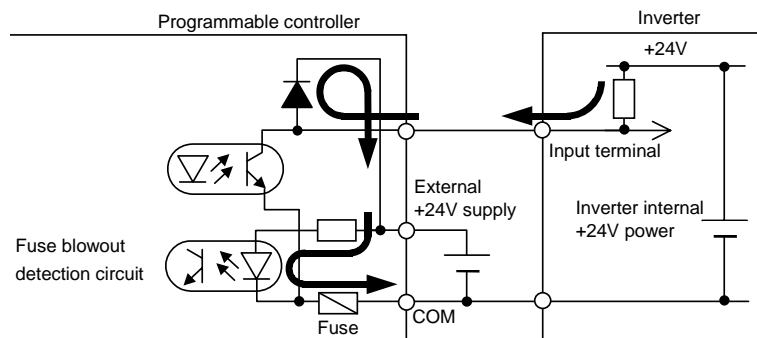 Programmable controller
Inverter
+24V
Input terminal
External
+24V supply
Inverter internal
+24V power
Fuse blowout
detection circuit
Fuse
COM